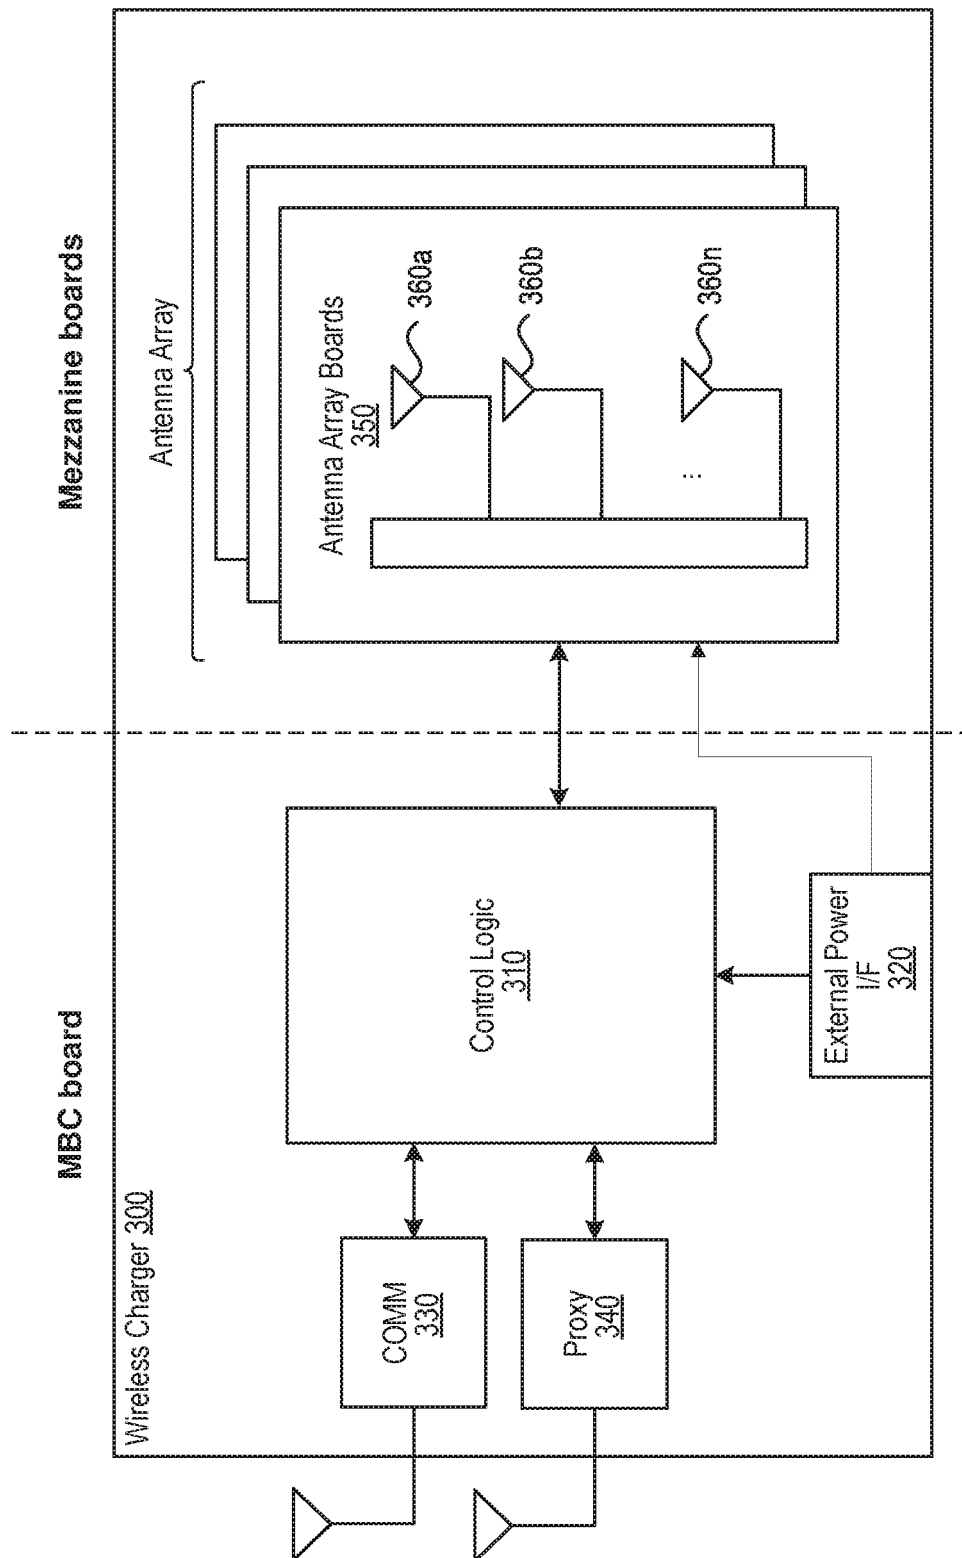 MBC board
Mezzanine boards
Wireless Charger 300
Antenna Array
COMM
330
Proxy
340
Control Logic
310
External Power
I/F
320
Antenna Array Boards
350
360a
360b
...
360n